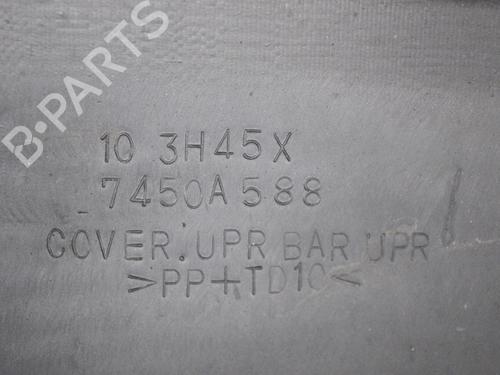 B-PARTS
10 3H45X
7450A588
COVER.UPR BAR UPR
>PP+TD10<